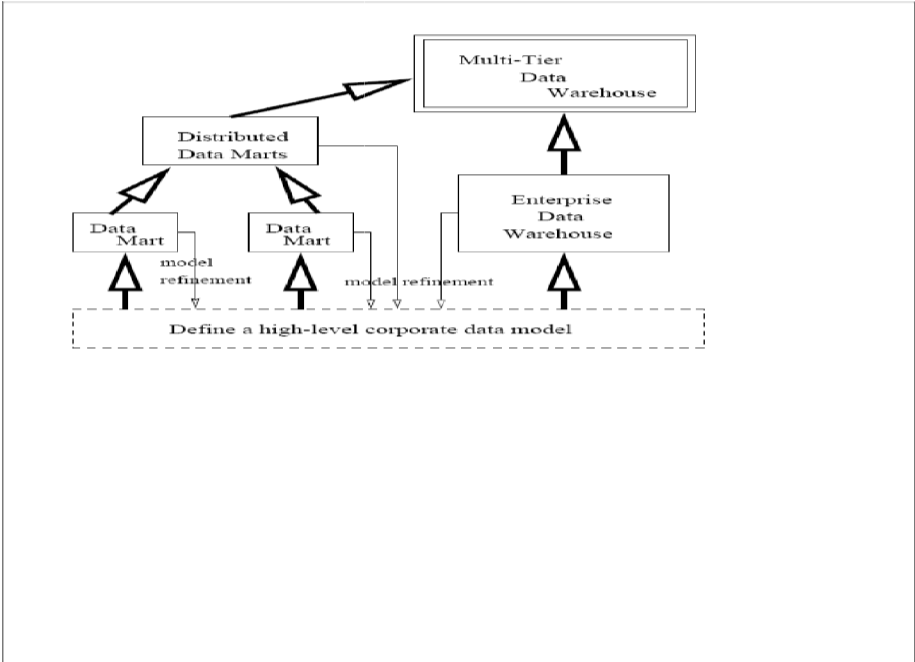 Multi-Tier
Data
Warehouse
Distributed
Data Marts
Enterprise
Data
Warehouse
Data
Mart
Data
Mart
model
refinement
model refinement
Define a high-level corporate data model